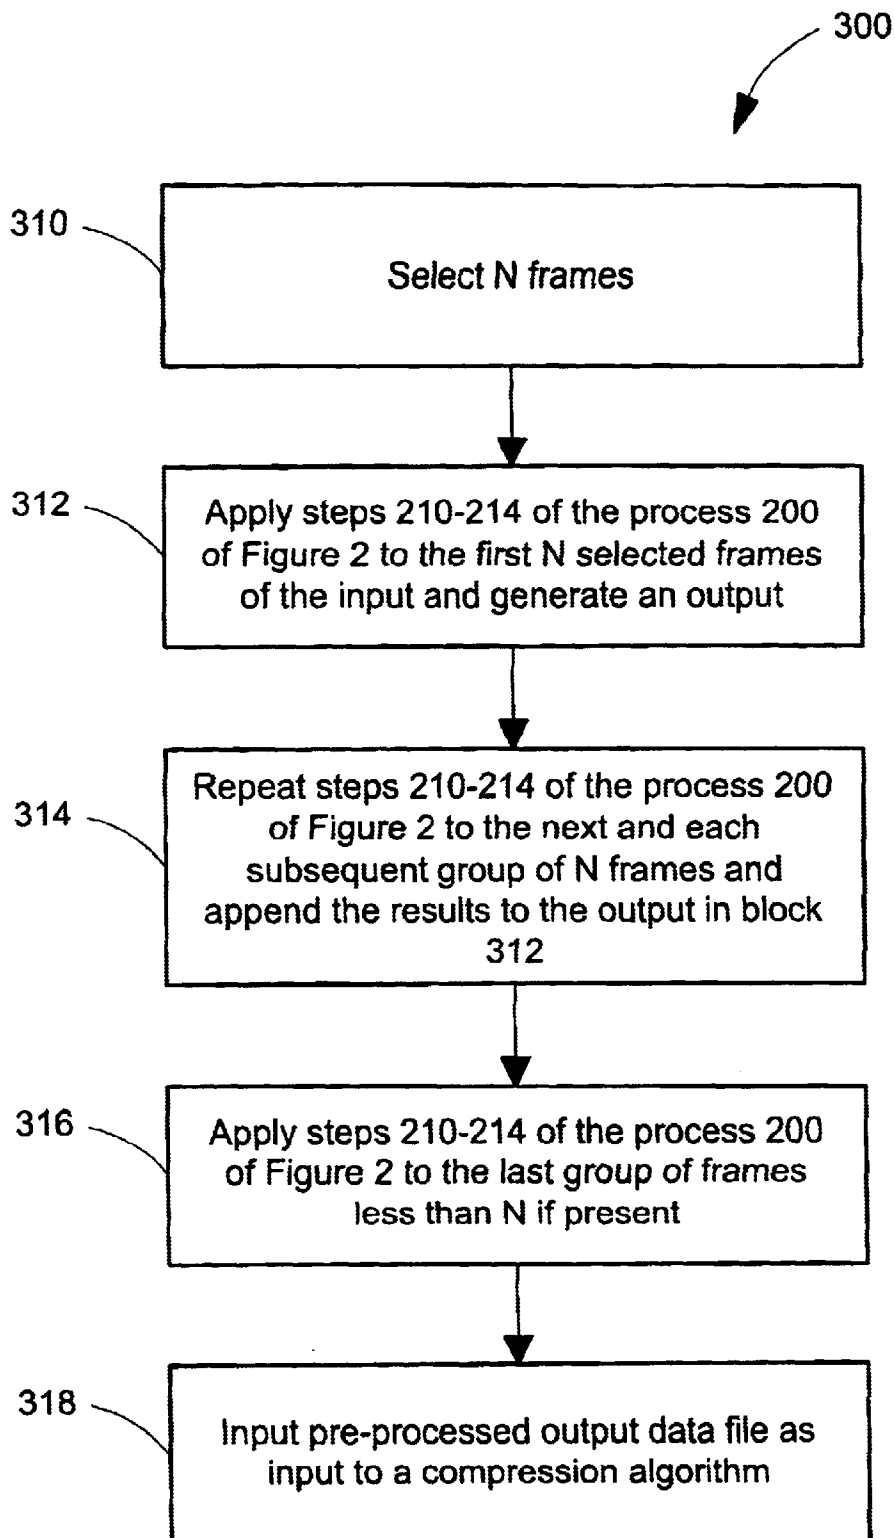 300
310
Select N frames
312
Apply steps 210-214 of the process 200
of Figure 2 to the first N selected frames
of the input and generate an output
314
Repeat steps 210-214 of the process 200
of Figure 2 to the next and each
subsequent group of N frames and
append the results to the output in block
312
316
Apply steps 210-214 of the process 200
of Figure 2 to the last group of frames
less than N if present
318
Input pre-processed output data file as
input to a compression algorithm